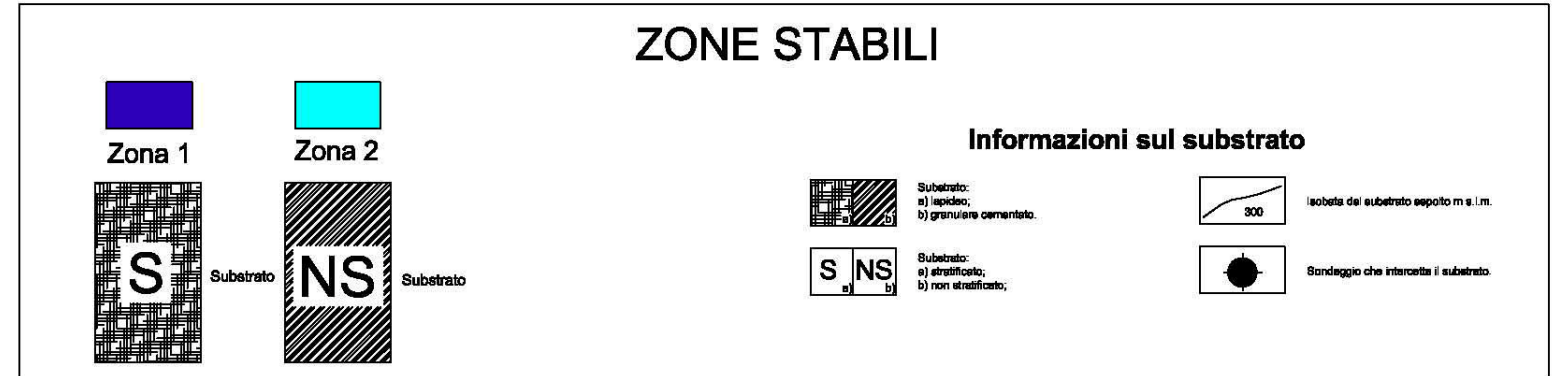 ZONE STABILI
Zona 1
Zona 2
S
Substrato
NS
Substrato
Informazioni sul substrato
a) b)
Substrato:
a) lapideo;
b) granulare cementato.
S a) NS b)
Substrato:
a) stratificato;
b) non stratificato;
300
Isobata del substrato sepolto m s.l.m.
Sondaggio che intercetta il substrato.